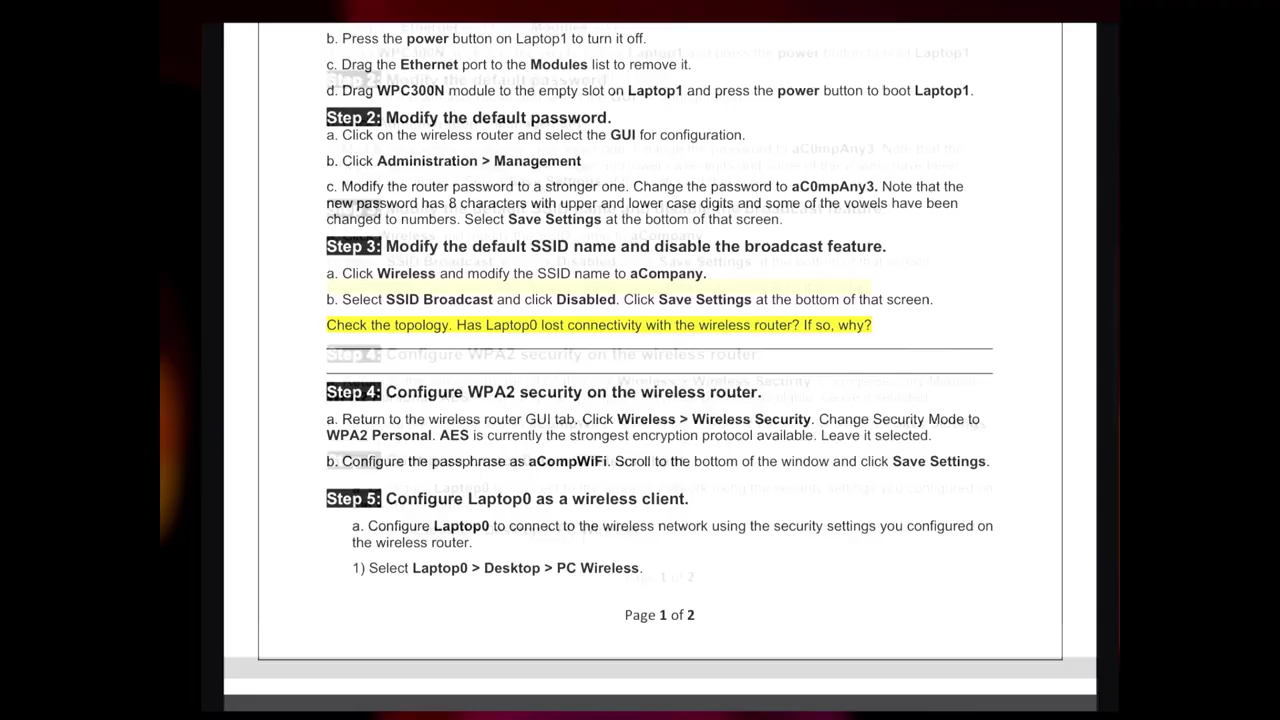 b. Press the power button on Laptop1 to turn it off.
c. Drag the Ethernet port to the Modules list to remove it.
d. Drag WPC300N module to the empty slot on Laptop1 and press the power button to boot Laptop1.
Step 2: Modify the default password.
a. Click on the wireless router and select the GUI for configuration.
b. Click Administration > Management
c. Modify the router password to a stronger one. Change the password to aC0mpAny3. Note that the
new password has 8 characters with upper and lower case digits and some of the vowels have been
changed to numbers. Select Save Settings at the bottom of that screen.
Step 3: Modify the default SSID name and disable the broadcast feature.
a. Click Wireless and modify the SSID name to aCompany.
b. Select SSID Broadcast and click Disabled. Click Save Settings at the bottom of that screen.
Check the topology. Has Laptop0 lost connectivity with the wireless router? If so, why?
Step 4: Configure WPA2 security on the wireless router.
a. Return to the wireless router GUI tab. Click Wireless > Wireless Security. Change Security Mode to
WPA2 Personal. AES is currently the strongest encryption protocol available. Leave it selected.
b. Configure the passphrase as aCompWiFi. Scroll to the bottom of the window and click Save Settings.
Step 5: Configure Laptop0 as a wireless client.
a. Configure Laptop0 to connect to the wireless network using the security settings you configured on
the wireless router.
1) Select Laptop0 > Desktop > PC Wireless.
Page 1 of 2